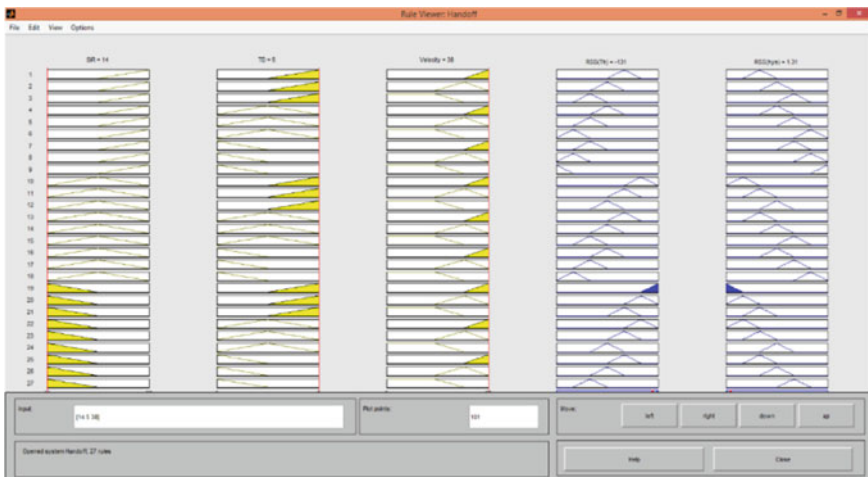 Rule Viewer: Handoff
File Edit View Options
SIR = 14
TS = 5
Velocity = 38
RSS(Th) = -131
RSS(hys) = 1.31
1
2
3
4
5
6
7
8
9
10
11
12
13
14
15
16
17
18
19
20
21
22
23
24
25
26
27
Input:
[14 5 38]
Plot points:
101
Move:
left
right
down
up
Opened system Handoff, 27 rules
Help
Close